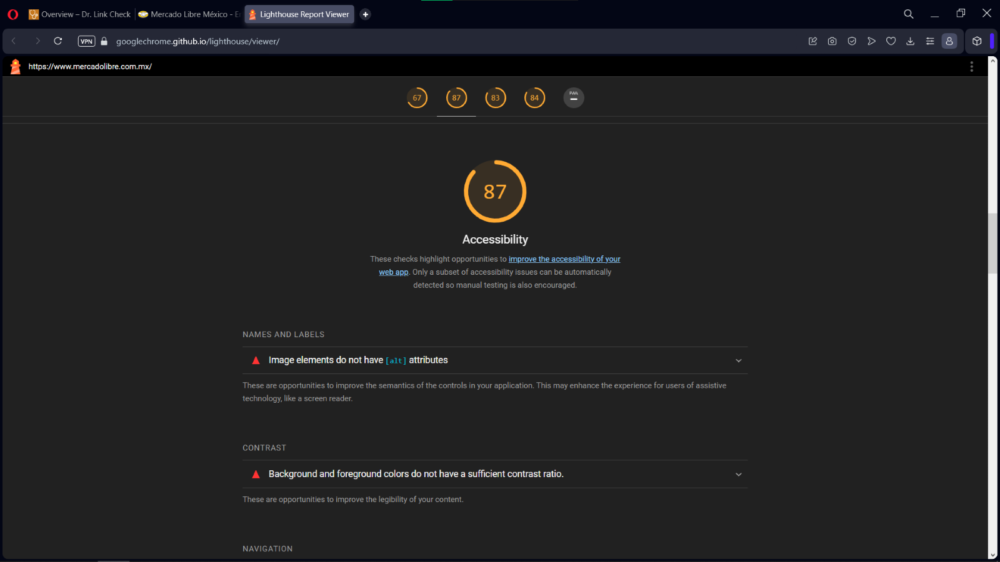 Overview – Dr. Link Check
Mercado Libre México - E
Lighthouse Report Viewer
VPN
googlechrome.github.io/lighthouse/viewer/
https://www.mercadolibre.com.mx/
67
87
83
84
PWA
87
Accessibility
These checks highlight opportunities to improve the accessibility of your
web app. Only a subset of accessibility issues can be automatically
detected so manual testing is also encouraged.
NAMES AND LABELS
Image elements do not have [alt] attributes
These are opportunities to improve the semantics of the controls in your application. This may enhance the experience for users of assistive
technology, like a screen reader.
CONTRAST
Background and foreground colors do not have a sufficient contrast ratio.
These are opportunities to improve the legibility of your content.
NAVIGATION